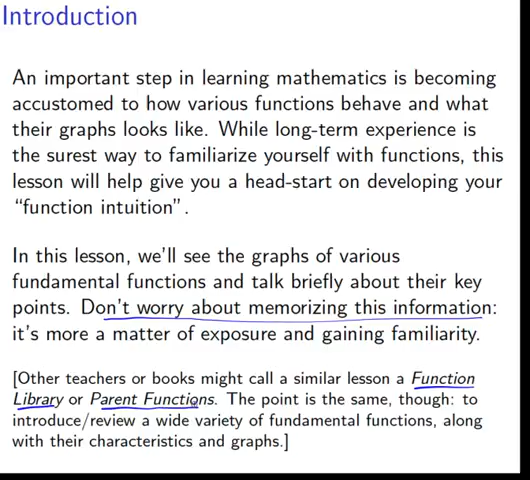 Introduction
An important step in learning mathematics is becoming
accustomed to how various functions behave and what
their graphs looks like. While long-term experience is
the surest way to familiarize yourself with functions, this
lesson will help give you a head-start on developing your
“function intuition”.
In this lesson, we'll see the graphs of various
fundamental functions and talk briefly about their key
points. Don't worry about memorizing this information:
it's more a matter of exposure and gaining familiarity.
[Other teachers or books might call a similar lesson a Function
Library or Parent Functions. The point is the same, though: to
introduce/review a wide variety of fundamental functions, along
with their characteristics and graphs.]